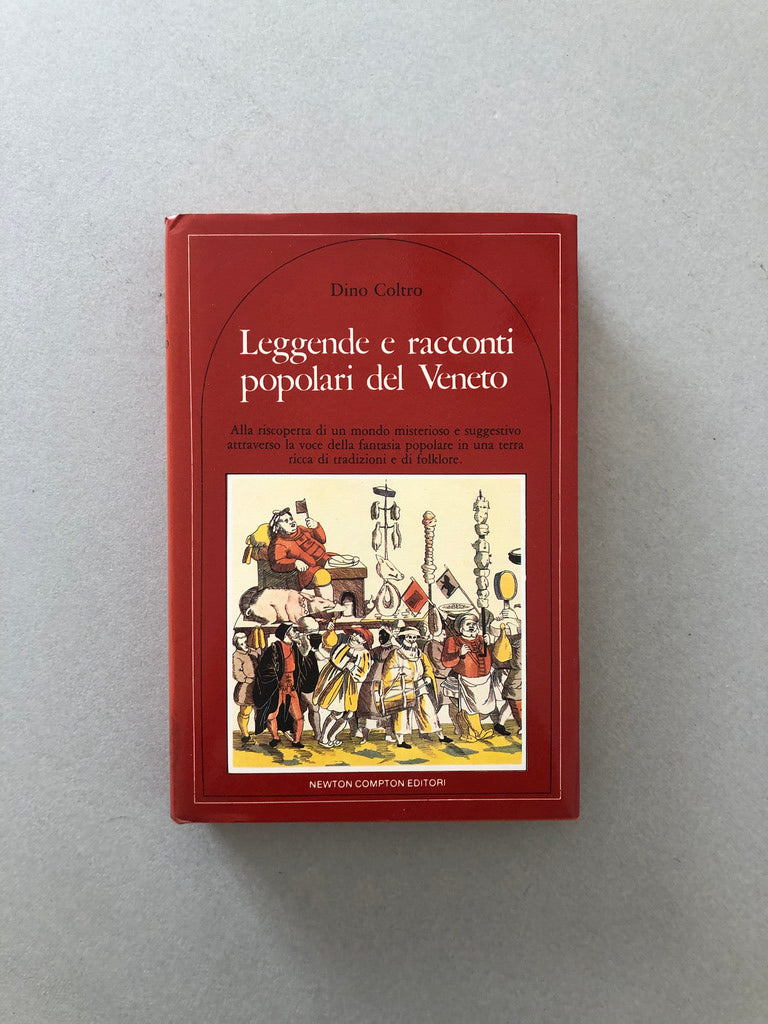 Dino Coltro
Leggende e racconti
popolari del Veneto
Alla riscoperta di un mondo misterioso e suggestivo
attraverso la voce della fantasia popolare in una terra
ricca di tradizioni e di folklore.
NEWTON COMPTON EDITORI